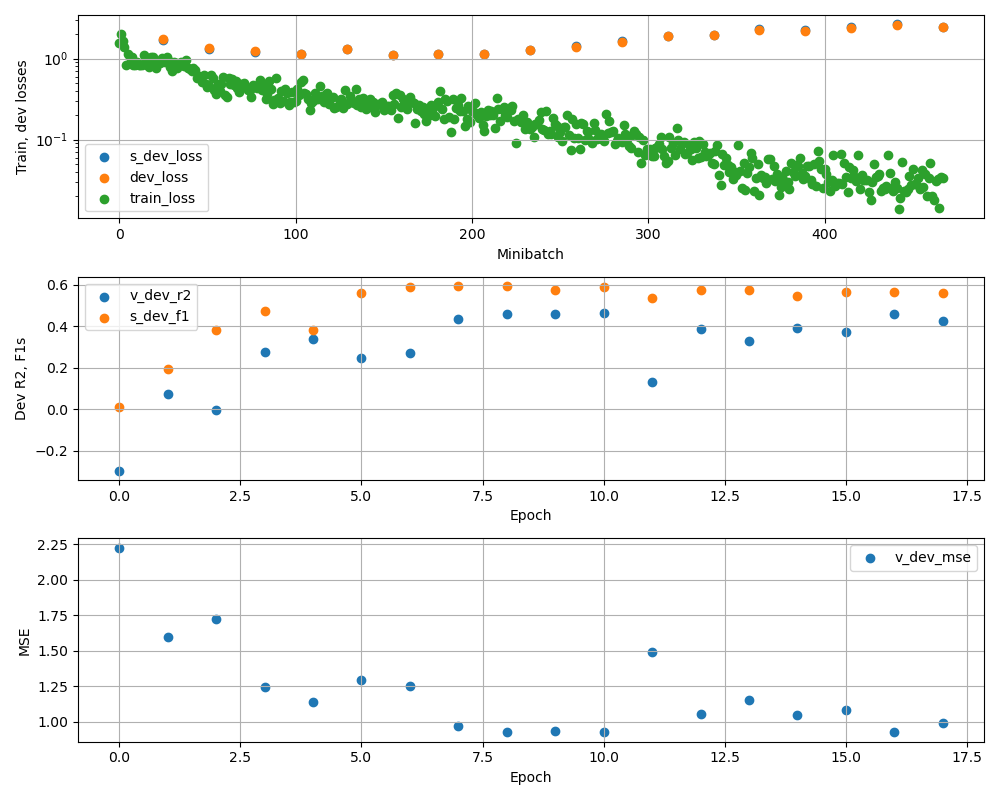 Train, dev losses
10⁰
10⁻¹
s_dev_loss
dev_loss
train_loss
0 100 200 300 400
Minibatch
Dev R2, F1s
0.6
0.4
0.2
0.0
−0.2
v_dev_r2
s_dev_f1
0.0 2.5 5.0 7.5 10.0 12.5 15.0 17.5
Epoch
MSE
2.25
2.00
1.75
1.50
1.25
1.00
v_dev_mse
0.0 2.5 5.0 7.5 10.0 12.5 15.0 17.5
Epoch